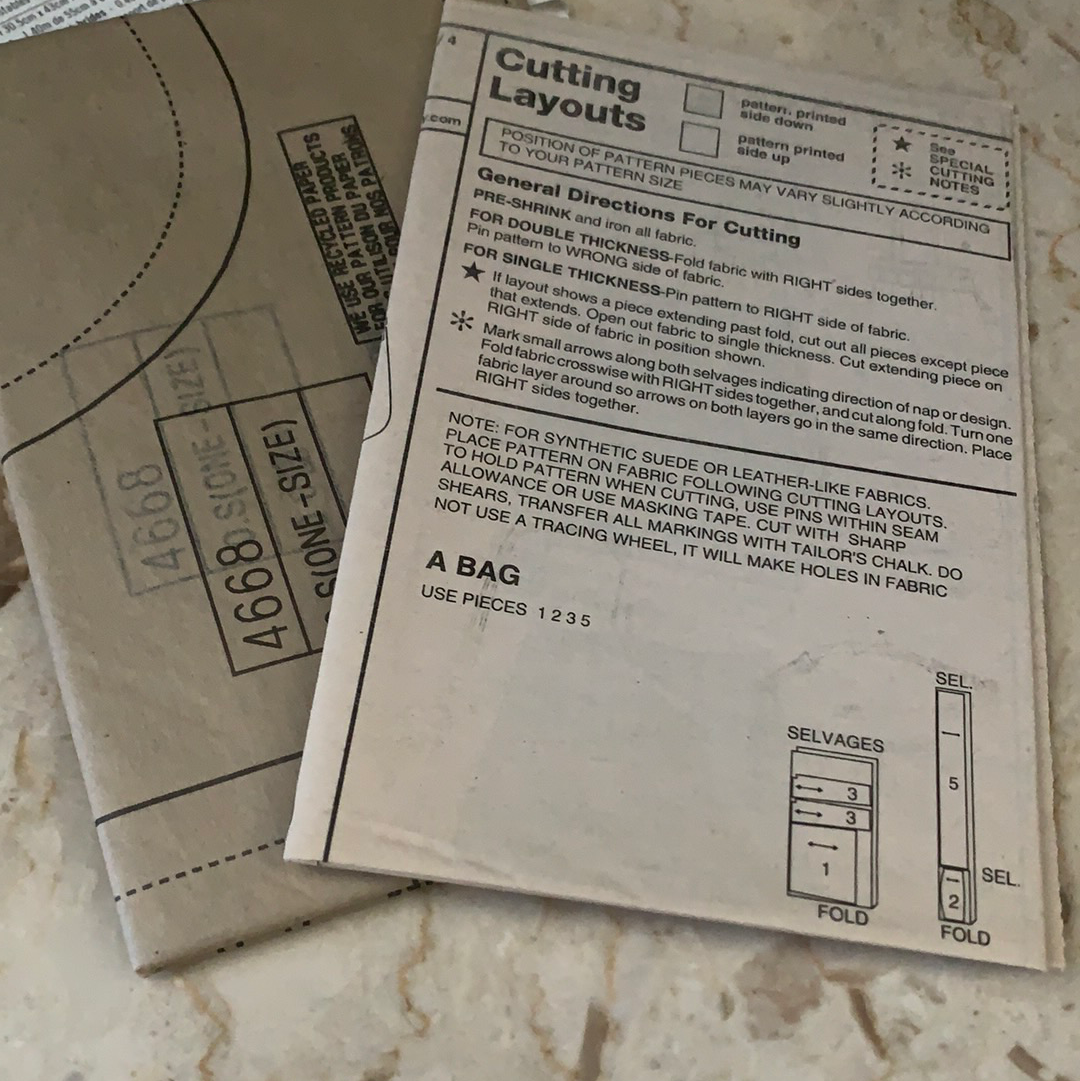 / 4
.com
Cutting
Layouts
pattern printed
side down
pattern printed
side up
★ See
SPECIAL
CUTTING
NOTES
POSITION OF PATTERN PIECES MAY VARY SLIGHTLY ACCORDING
TO YOUR PATTERN SIZE
General Directions For Cutting
PRE-SHRINK and iron all fabric.
FOR DOUBLE THICKNESS-Fold fabric with RIGHT sides together.
Pin pattern to WRONG side of fabric.
FOR SINGLE THICKNESS-Pin pattern to RIGHT side of fabric.
★ If layout shows a piece extending past fold, cut out all pieces except piece
that extends. Open out fabric to single thickness. Cut extending piece on
RIGHT side of fabric in position shown.
✼ Mark small arrows along both selvages indicating direction of nap or design.
Fold fabric crosswise with RIGHT sides together, and cut along fold. Turn one
fabric layer around so arrows on both layers go in the same direction. Place
RIGHT sides together.
NOTE: FOR SYNTHETIC SUEDE OR LEATHER-LIKE FABRICS.
PLACE PATTERN ON FABRIC FOLLOWING CUTTING LAYOUTS.
TO HOLD PATTERN WHEN CUTTING, USE PINS WITHIN SEAM
ALLOWANCE OR USE MASKING TAPE. CUT WITH SHARP
SHEARS, TRANSFER ALL MARKINGS WITH TAILOR'S CHALK. DO
NOT USE A TRACING WHEEL, IT WILL MAKE HOLES IN FABRIC
A BAG
USE PIECES 1 2 3 5
SELVAGES
3
3
1
FOLD
SEL.
5
SEL.
2
FOLD
WE USE RECYCLED PAPER
FOR OUR PATTERN PRODUCTS
UTILISON DU PAPIER
NOS PATRONS
4668
S(ONE-SIZE)
4668
S(ONE-SIZE)